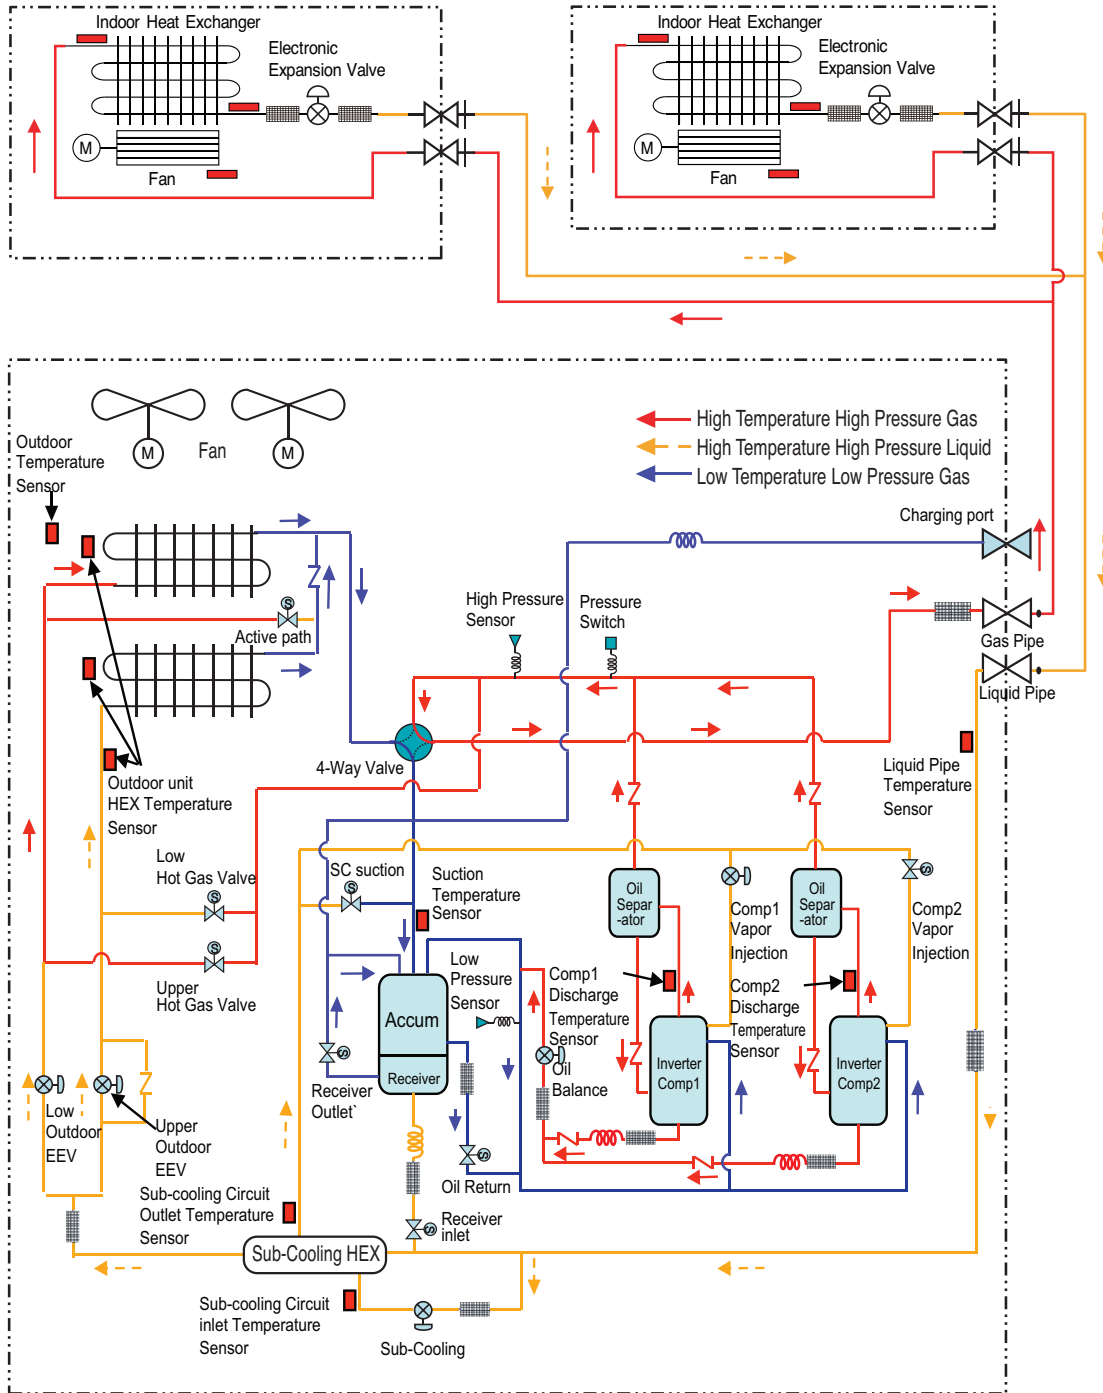 Indoor Heat Exchanger
Electronic
Expansion Valve
M
Fan
Indoor Heat Exchanger
Electronic
Expansion Valve
M
Fan
M
Fan
M
High Temperature High Pressure Gas
High Temperature High Pressure Liquid
Low Temperature Low Pressure Gas
Outdoor
Temperature
Sensor
Charging port
S
Active path
High Pressure
Sensor
Pressure
Switch
Gas Pipe
Liquid Pipe
4-Way Valve
Outdoor unit
HEX Temperature
Sensor
Liquid Pipe
Temperature
Sensor
Low
Hot Gas Valve
S
Upper
Hot Gas Valve
S
SC suction
S
Suction
Temperature
Sensor
Oil
Separ
-ator
Oil
Separ
-ator
Comp1
Vapor
Injection
S
Comp2
Vapor
Injection
Low
Pressure
Sensor
Comp1
Discharge
Temperature
Sensor
Comp2
Discharge
Temperature
Sensor
Accum
Receiver
S
Receiver
Outlet`
Oil
Balance
Inverter
Comp1
Inverter
Comp2
Low
Outdoor
EEV
Upper
Outdoor
EEV
S
Oil Return
Sub-cooling Circuit
Outlet Temperature
Sensor
S
Receiver
inlet
Sub-Cooling HEX
Sub-cooling Circuit
inlet Temperature
Sensor
Sub-Cooling